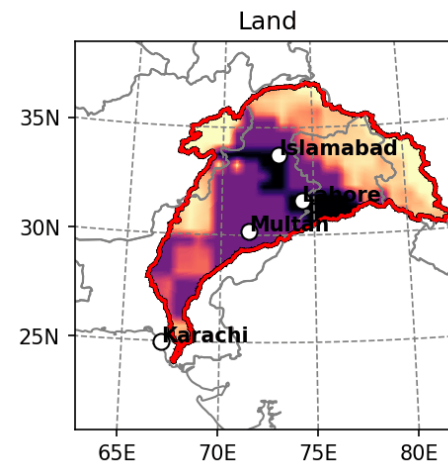 Land
35N
Islamabad
Lahore
30N
Multan
25N
Karachi
65E
70E
75E
80E